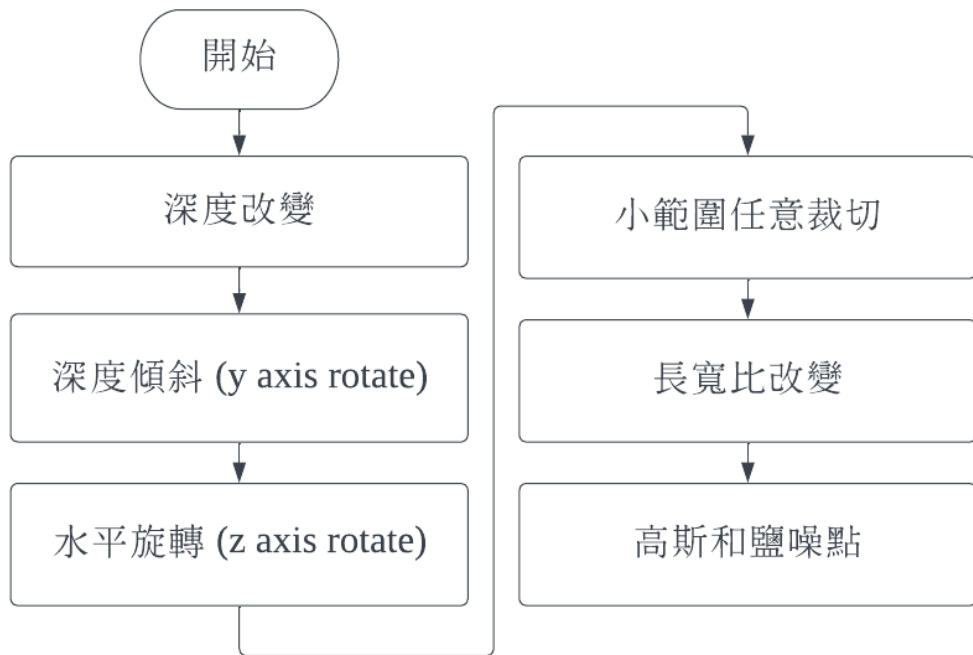 開始
深度改變
深度傾斜 (y axis rotate)
水平旋轉 (z axis rotate)
小範圍任意裁切
長寬比改變
高斯和鹽噪點